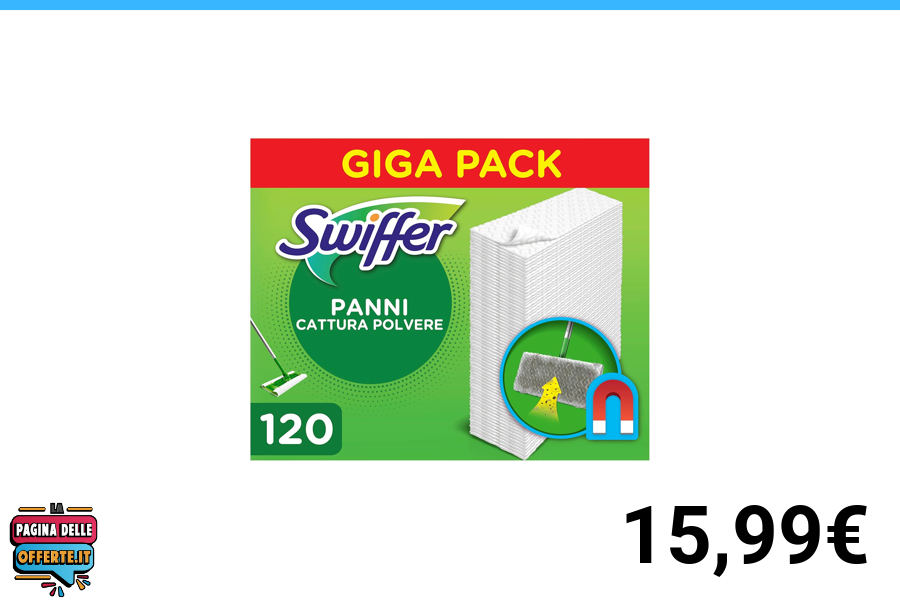 GIGA PACK
Swiffer
PANNI
CATTURA POLVERE
120
LA
PAGINA DELLE
OFFERTE.IT
15,99€